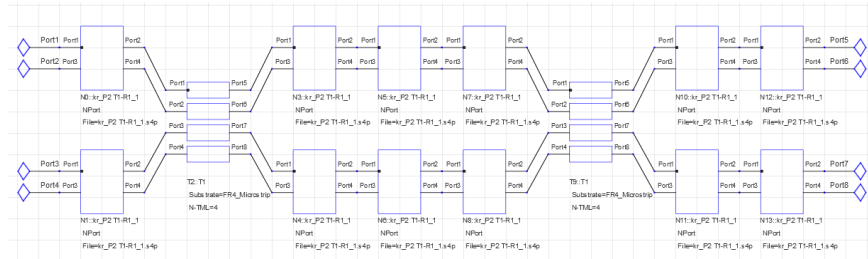 Port1 Port1 Port2 Port1 Port2 Port1 Port2 Port1 Port2 Port1 Port2 Port1 Port2 Port5
Port2 Port3 Port4 Port3 Port4 Port3 Port4 Port3 Port4 Port3 Port4 Port3 Port4 Port6
Port1 Port5 Port1 Port5
N0::kr_P2 T1-R1_1 N3::kr_P2 T1-R1_1 N5::kr_P2 T1-R1_1 N7::kr_P2 T1-R1_1 N10::kr_P2 T1-R1_1 N12::kr_P2 T1-R1_1
Port2 Port6 Port2 Port6
NPort NPort NPort NPort NPort NPort
File=kr_P2 T1-R1_1.s4p File=kr_P2 T1-R1_1.s4p File=kr_P2 T1-R1_1.s4p File=kr_P2 T1-R1_1.s4p File=kr_P2 T1-R1_1.s4p File=kr_P2 T1-R1_1.s4p
Port3 Port7 Port3 Port7
Port4 Port8 Port4 Port8
Port3 Port1 Port2 Port1 Port2 Port1 Port2 Port1 Port2 Port1 Port2 Port1 Port2 Port7
T2::T1 T9::T1
Port4 Port3 Port4 Port3 Port4 Port3 Port4 Port3 Port4 Port3 Port4 Port3 Port4 Port8
Substrate=FR4_Microstrip Substrate=FR4_Microstrip
N-TML=4 N-TML=4
N1::kr_P2 T1-R1_1 N4::kr_P2 T1-R1_1 N6::kr_P2 T1-R1_1 N8::kr_P2 T1-R1_1 N11::kr_P2 T1-R1_1 N13::kr_P2 T1-R1_1
NPort NPort NPort NPort NPort NPort
File=kr_P2 T1-R1_1.s4p File=kr_P2 T1-R1_1.s4p File=kr_P2 T1-R1_1.s4p File=kr_P2 T1-R1_1.s4p File=kr_P2 T1-R1_1.s4p File=kr_P2 T1-R1_1.s4p